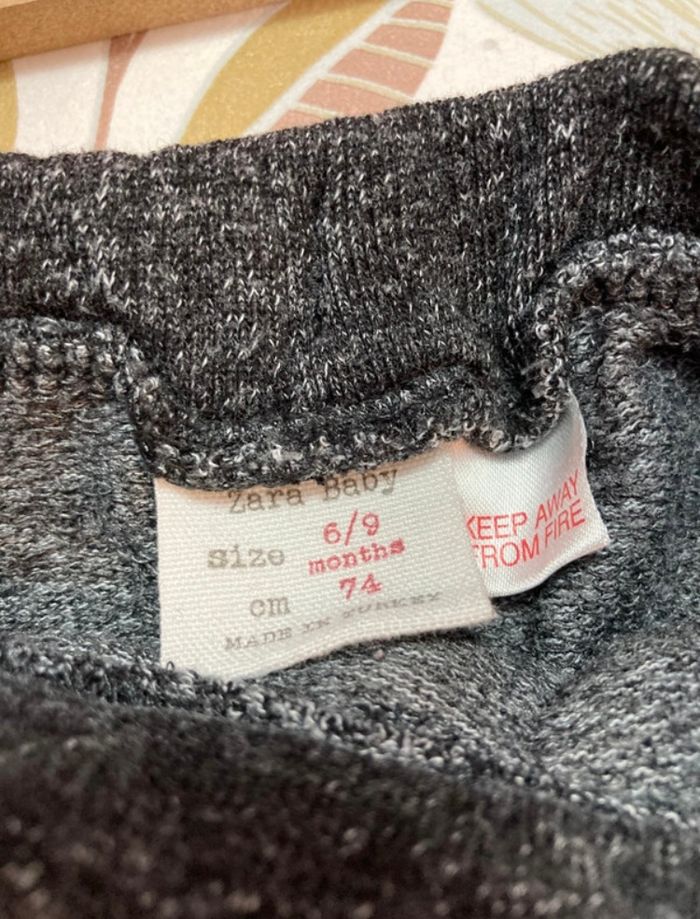 Zara Baby
size 6/9
months
cm 74
MADE IN TURKEY
KEEP AWAY
FROM FIRE